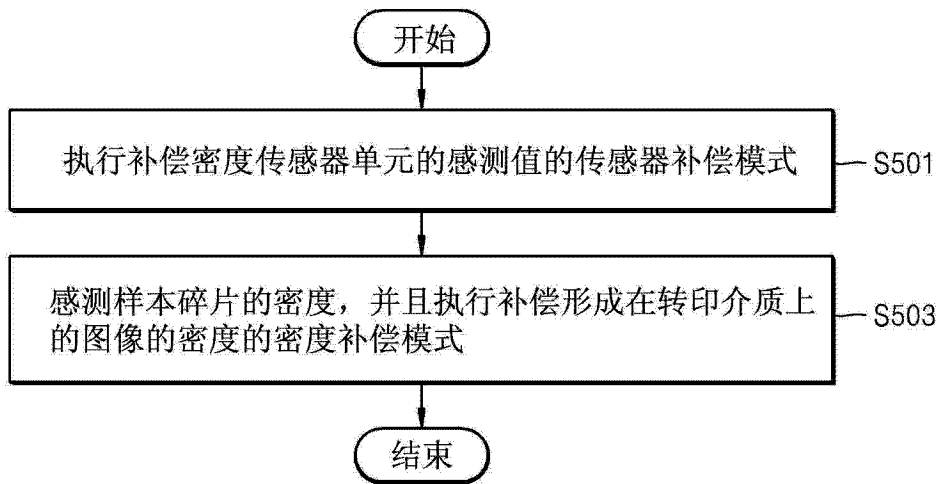 开始
执行补偿密度传感器单元的感测值的传感器补偿模式
S501
感测样本碎片的密度，并且执行补偿形成在转印介质上
的图像的密度的密度补偿模式
S503
结束